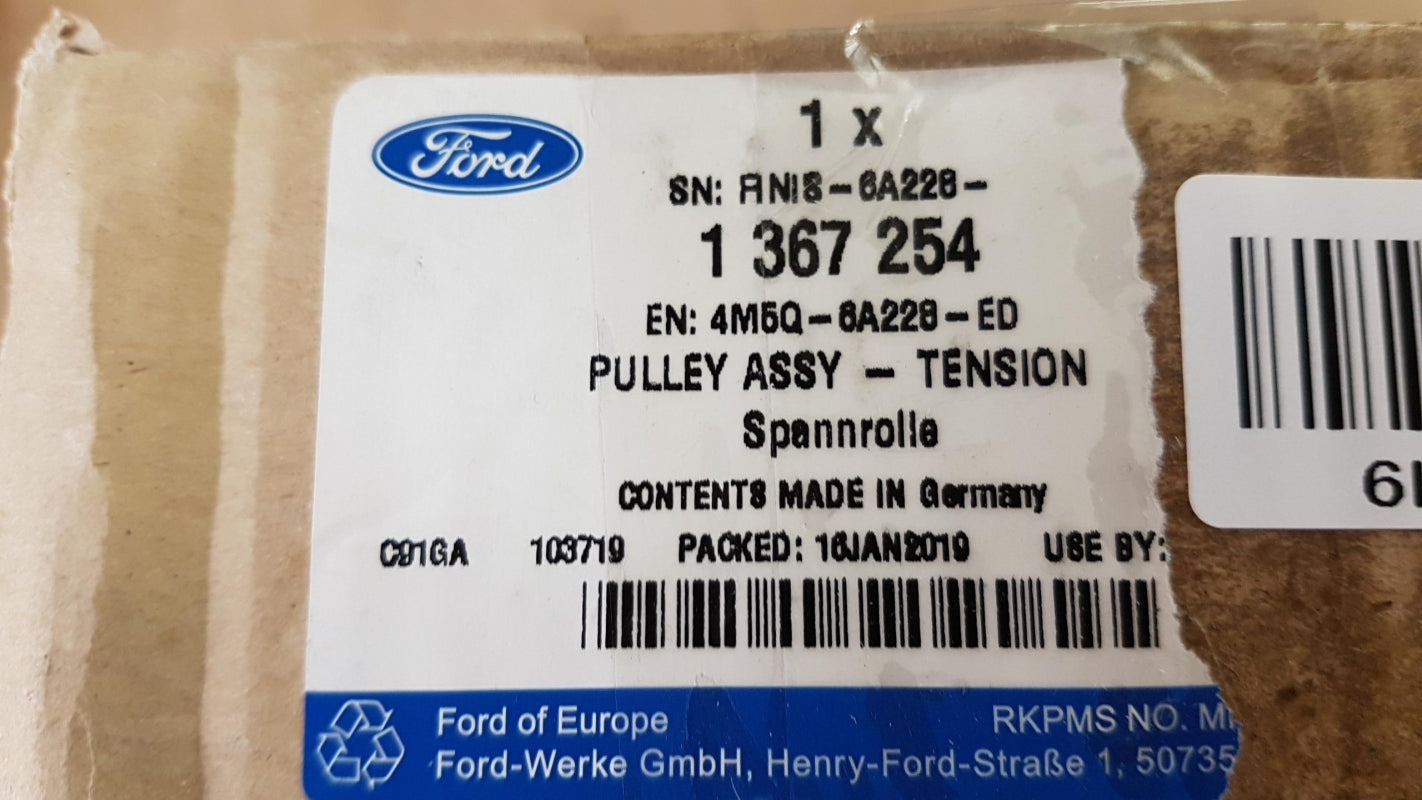 Ford
1 x
SN: FINIS-6A228-
1 367 254
EN: 4M5Q-6A228-ED
PULLEY ASSY - TENSION
Spannrolle
CONTENTS MADE IN Germany
C91GA 103719 PACKED: 16JAN2019 USE BY:
Ford of Europe RKPMS NO.
Ford-Werke GmbH, Henry-Ford-Straße 1, 50735